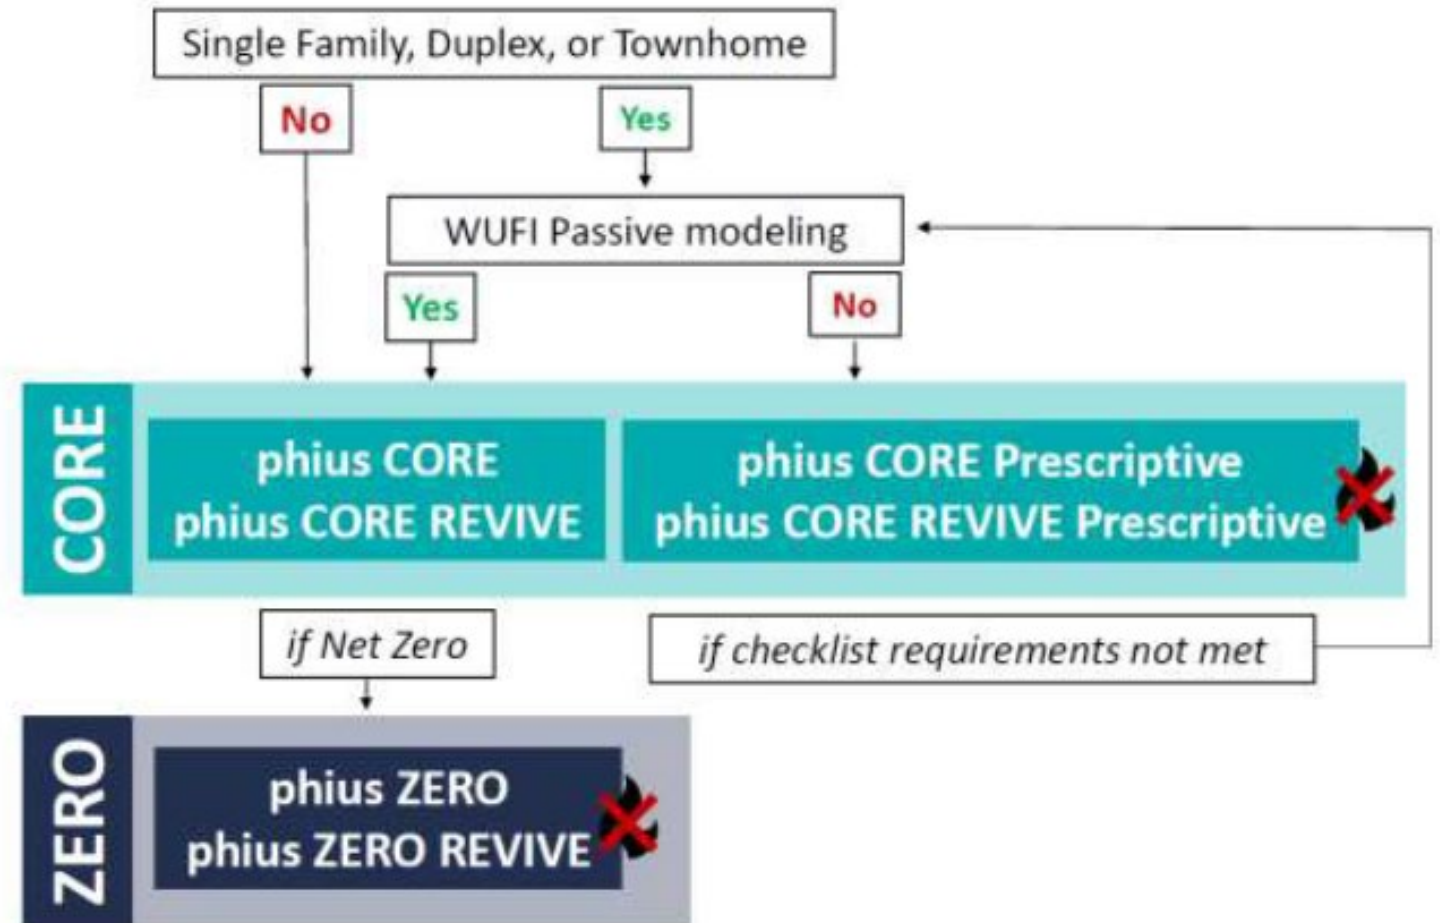 Single Family, Duplex, or Townhome
No
Yes
WUFI Passive modeling
Yes
No
CORE
phius CORE
phius CORE REVIVE
phius CORE Prescriptive
phius CORE REVIVE Prescriptive
if Net Zero
if checklist requirements not met
ZERO
phius ZERO
phius ZERO REVIVE